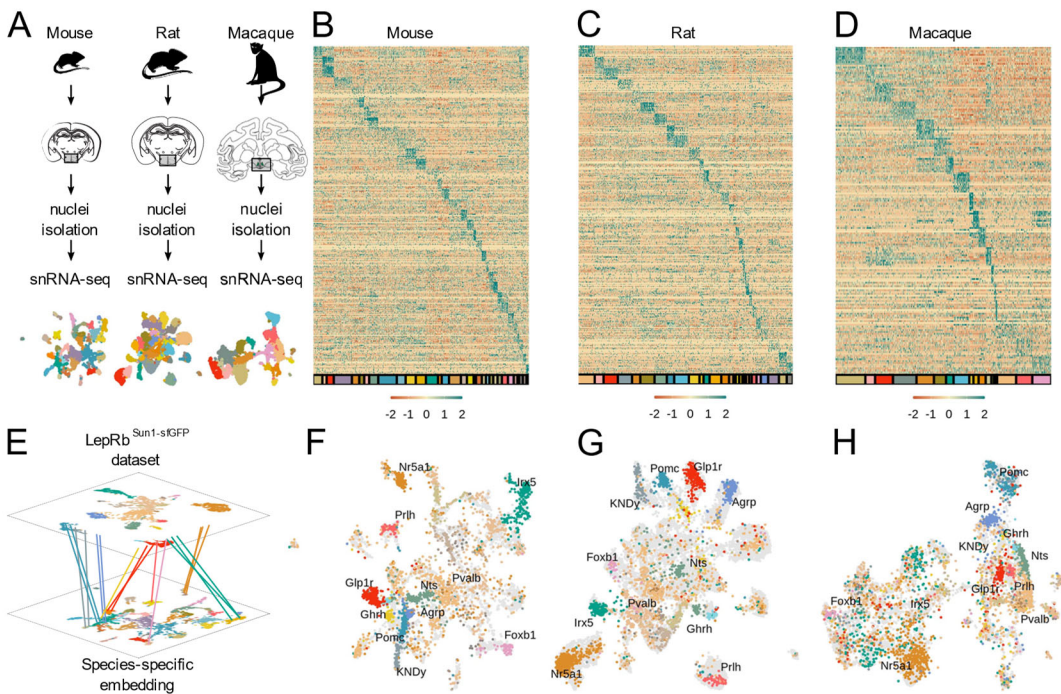 A
Mouse
Rat
Macaque
nuclei
isolation
nuclei
isolation
nuclei
isolation
snRNA-seq
snRNA-seq
snRNA-seq
B
Mouse
-2 -1 0 1 2
C
Rat
-2 -1 0 1 2
D
Macaque
-2 -1 0 1 2
E
LepRb Sun1-sfGFP
dataset
Species-specific
embedding
F
Nr5a1
Irx5
Prlh
Glp1r
Nts
Pvalb
Ghrh
Agrp
Pomc
Foxb1
KNDy
G
Pomc
Glp1r
KNDy
Agrp
Foxb1
Nts
Pvalb
Irx5
Ghrh
Nr5a1
Prlh
H
Pomc
Agrp
Ghrh
KNDy
Glp1r
Prlh
Foxb1
Irx5
Pvalb
Nr5a1